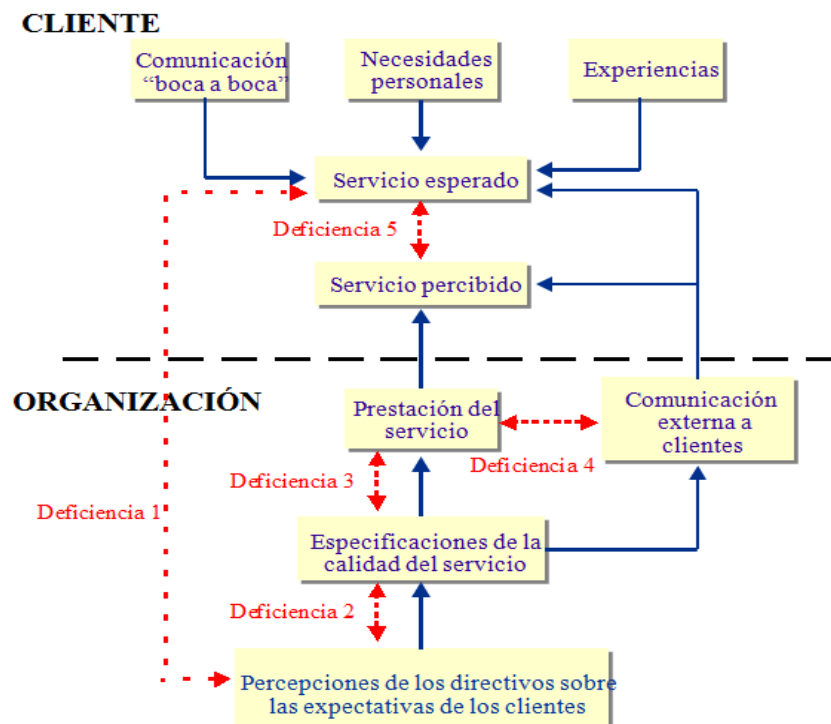 CLIENTE
Comunicación
“boca a boca”
Necesidades
personales
Experiencias
Servicio esperado
Deficiencia 5
Servicio percibido
ORGANIZACIÓN
Prestación del
servicio
Comunicación
externa a
clientes
Deficiencia 4
Deficiencia 3
Deficiencia 1
Especificaciones de la
calidad del servicio
Deficiencia 2
Percepciones de los directivos sobre
las expectativas de los clientes